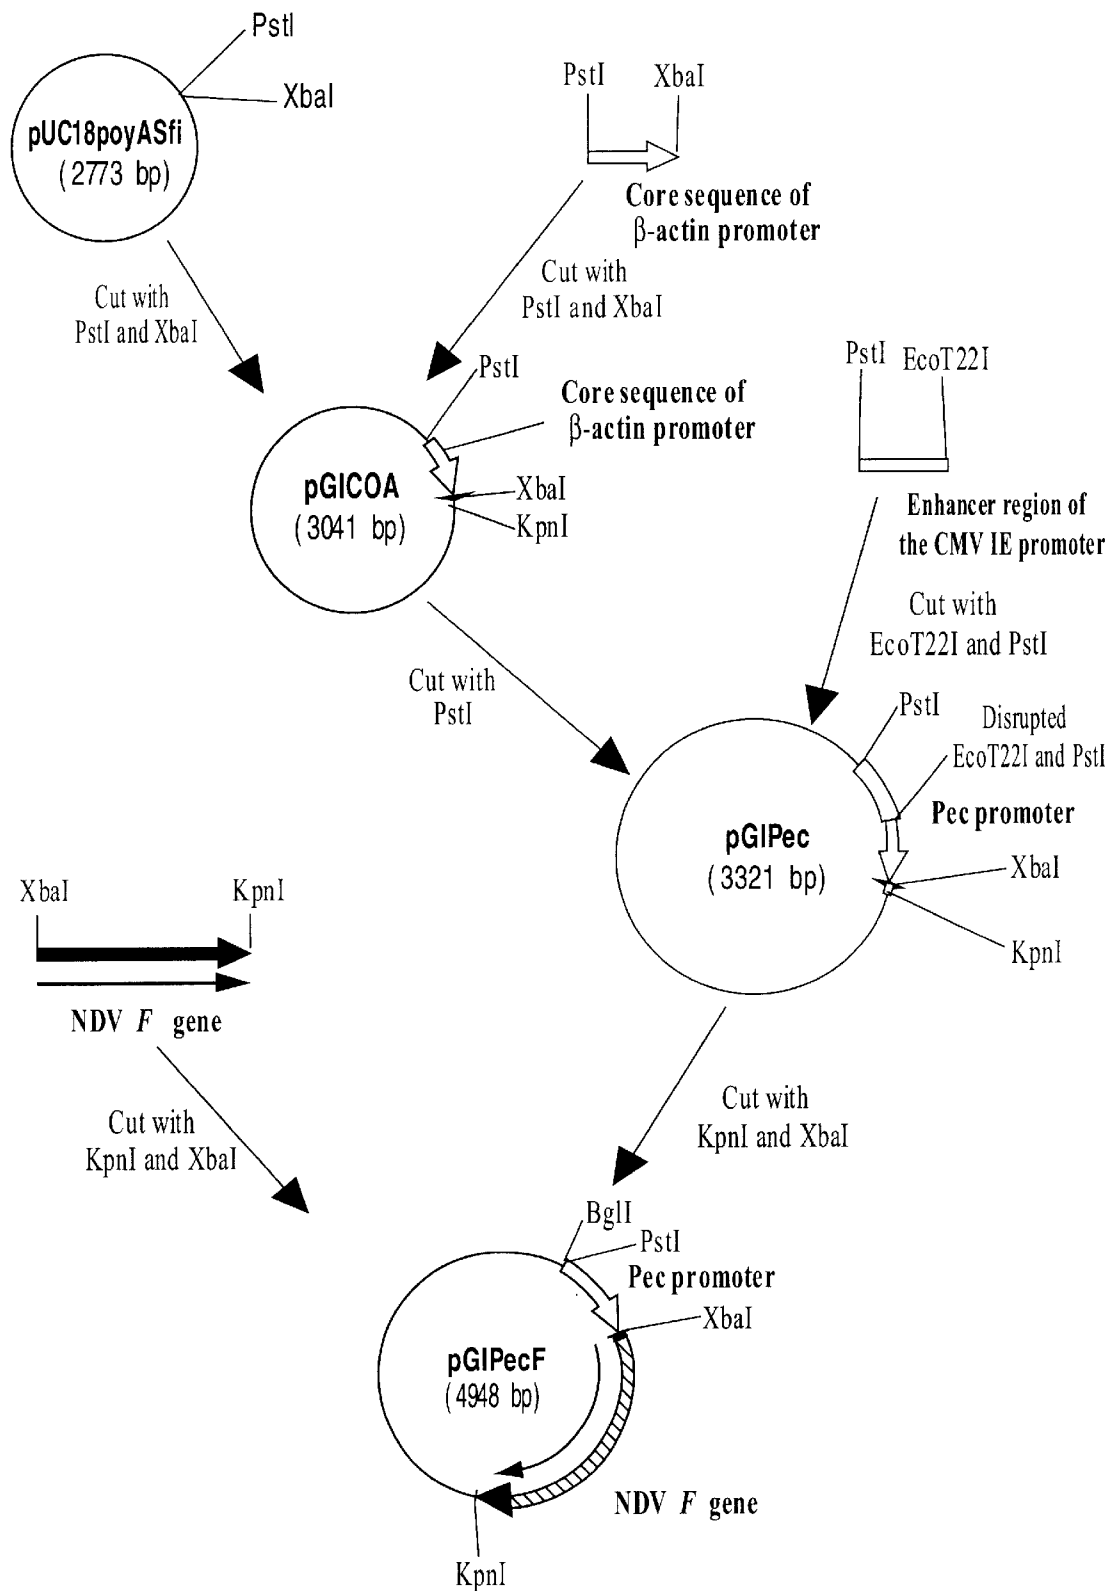 PstI
XbaI
pUC18poyASfi
(2773 bp)
PstI
XbaI
Core sequence of
β-actin promoter
Cut with
PstI and XbaI
Cut with
PstI and XbaI
PstI
Core sequence of
β-actin promoter
pGICOA
(3041 bp)
XbaI
KpnI
PstI
EcoT22I
Enhancer region of
the CMV IE promoter
Cut with
EcoT22I and PstI
Cut with
PstI
PstI
Disrupted
EcoT22I and PstI
Pec promoter
pGIPec
(3321 bp)
XbaI
KpnI
XbaI
KpnI
NDV F gene
Cut with
KpnI and XbaI
Cut with
KpnI and XbaI
BglI
PstI
Pec promoter
XbaI
pGIPecF
(4948 bp)
NDV F gene
KpnI